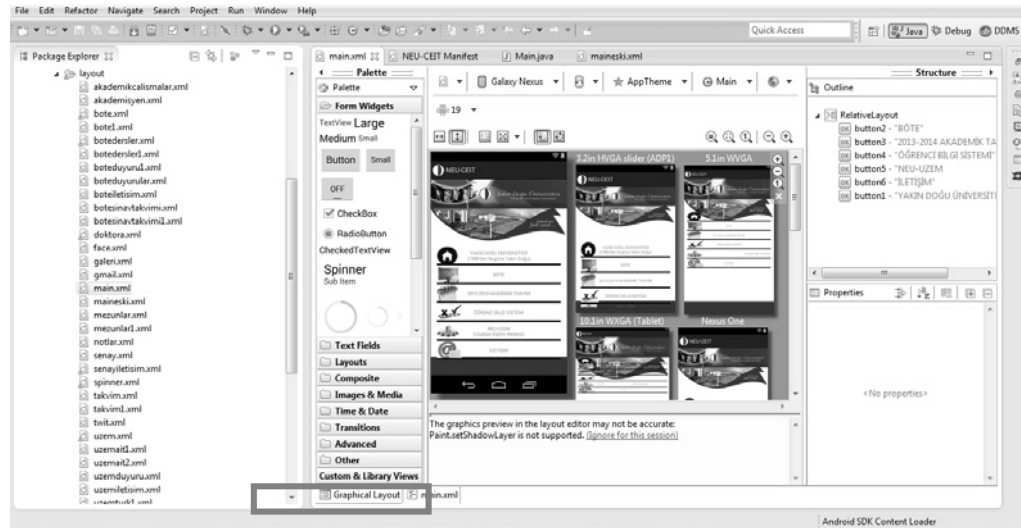 File Edit Refactor Navigate Search Project Run Window Help
Quick Access
Java
Debug
DDMS
Package Explorer
layout
akademikcalismalar.xml
akademisyen.xml
bote.xml
bote1.xml
botedersler.xml
botedersler1.xml
boteduyuru1.xml
boteduyurular.xml
boteiletisim.xml
botesinavtakvimi.xml
botesinavtakvimi1.xml
doktora.xml
face.xml
galeri.xml
gmail.xml
main.xml
maineski.xml
mezunlar.xml
mezunlar1.xml
notlar.xml
senay.xml
senayiletisim.xml
spinner.xml
takvim.xml
takvim1.xml
twit.xml
uzem.xml
uzemait1.xml
uzemait2.xml
uzemduyuru.xml
uzemiletisim.xml
uzemturk1.xml
main.xml
NEU-CEIT Manifest
Main.java
maineski.xml
Palette
Palette
Form Widgets
TextView Large
Medium Small
Button Small
OFF
CheckBox
RadioButton
CheckedTextView
Spinner
Sub Item
Text Fields
Layouts
Composite
Images & Media
Time & Date
Transitions
Advanced
Other
Custom & Library Views
Graphical Layout
main.xml
Galaxy Nexus
AppTheme
Main
19
NEU-CEIT
BÖTE
İLETİŞİM
3.2in HVGA slider (ADP1)
NEU-CEIT
5.1in WVGA
10.1in WXGA (Tablet)
Nexus One
The graphics preview in the layout editor may not be accurate:
Paint.setShadowLayer is not supported. (Ignore for this session)
Structure
Outline
RelativeLayout
button2 - "BÖTE"
button3 - "2013-2014 AKADEMİK TA
button4 - "ÖĞRENCİ BİLGİ SİSTEMİ"
button5 - "NEU-UZEM"
button6 - "İLETİŞİM"
button1 - "YAKIN DOĞU ÜNİVERSİTE
Properties
<No properties>
Android SDK Content Loader